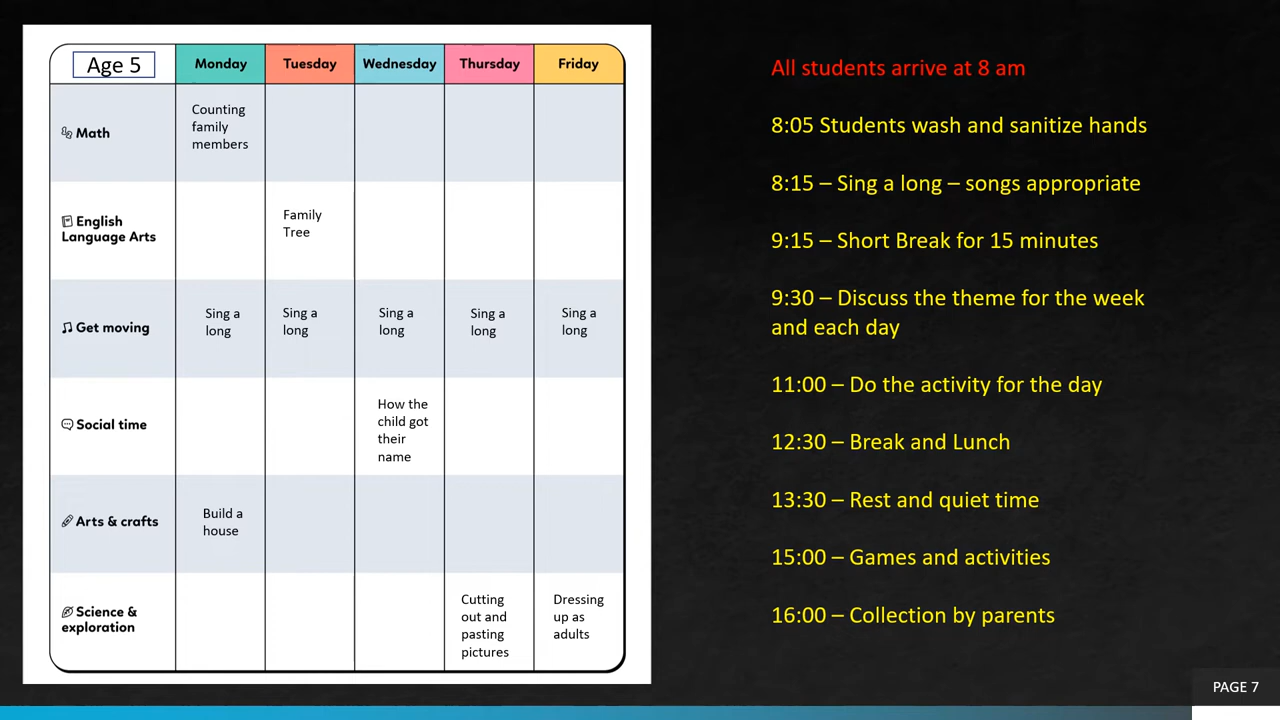 Age 5 Monday Tuesday Wednesday Thursday Friday
Math
Counting
family
members
English
Language Arts
Family
Tree
Get moving
Sing a
long
Sing a
long
Sing a
long
Sing a
long
Sing a
long
Social time
How the
child got
their
name
Arts & crafts
Build a
house
Science &
exploration
Cutting
out and
pasting
pictures
Dressing
up as
adults
All students arrive at 8 am
8:05 Students wash and sanitize hands
8:15 – Sing a long – songs appropriate
9:15 – Short Break for 15 minutes
9:30 – Discuss the theme for the week
and each day
11:00 – Do the activity for the day
12:30 – Break and Lunch
13:30 – Rest and quiet time
15:00 – Games and activities
16:00 – Collection by parents
PAGE 7